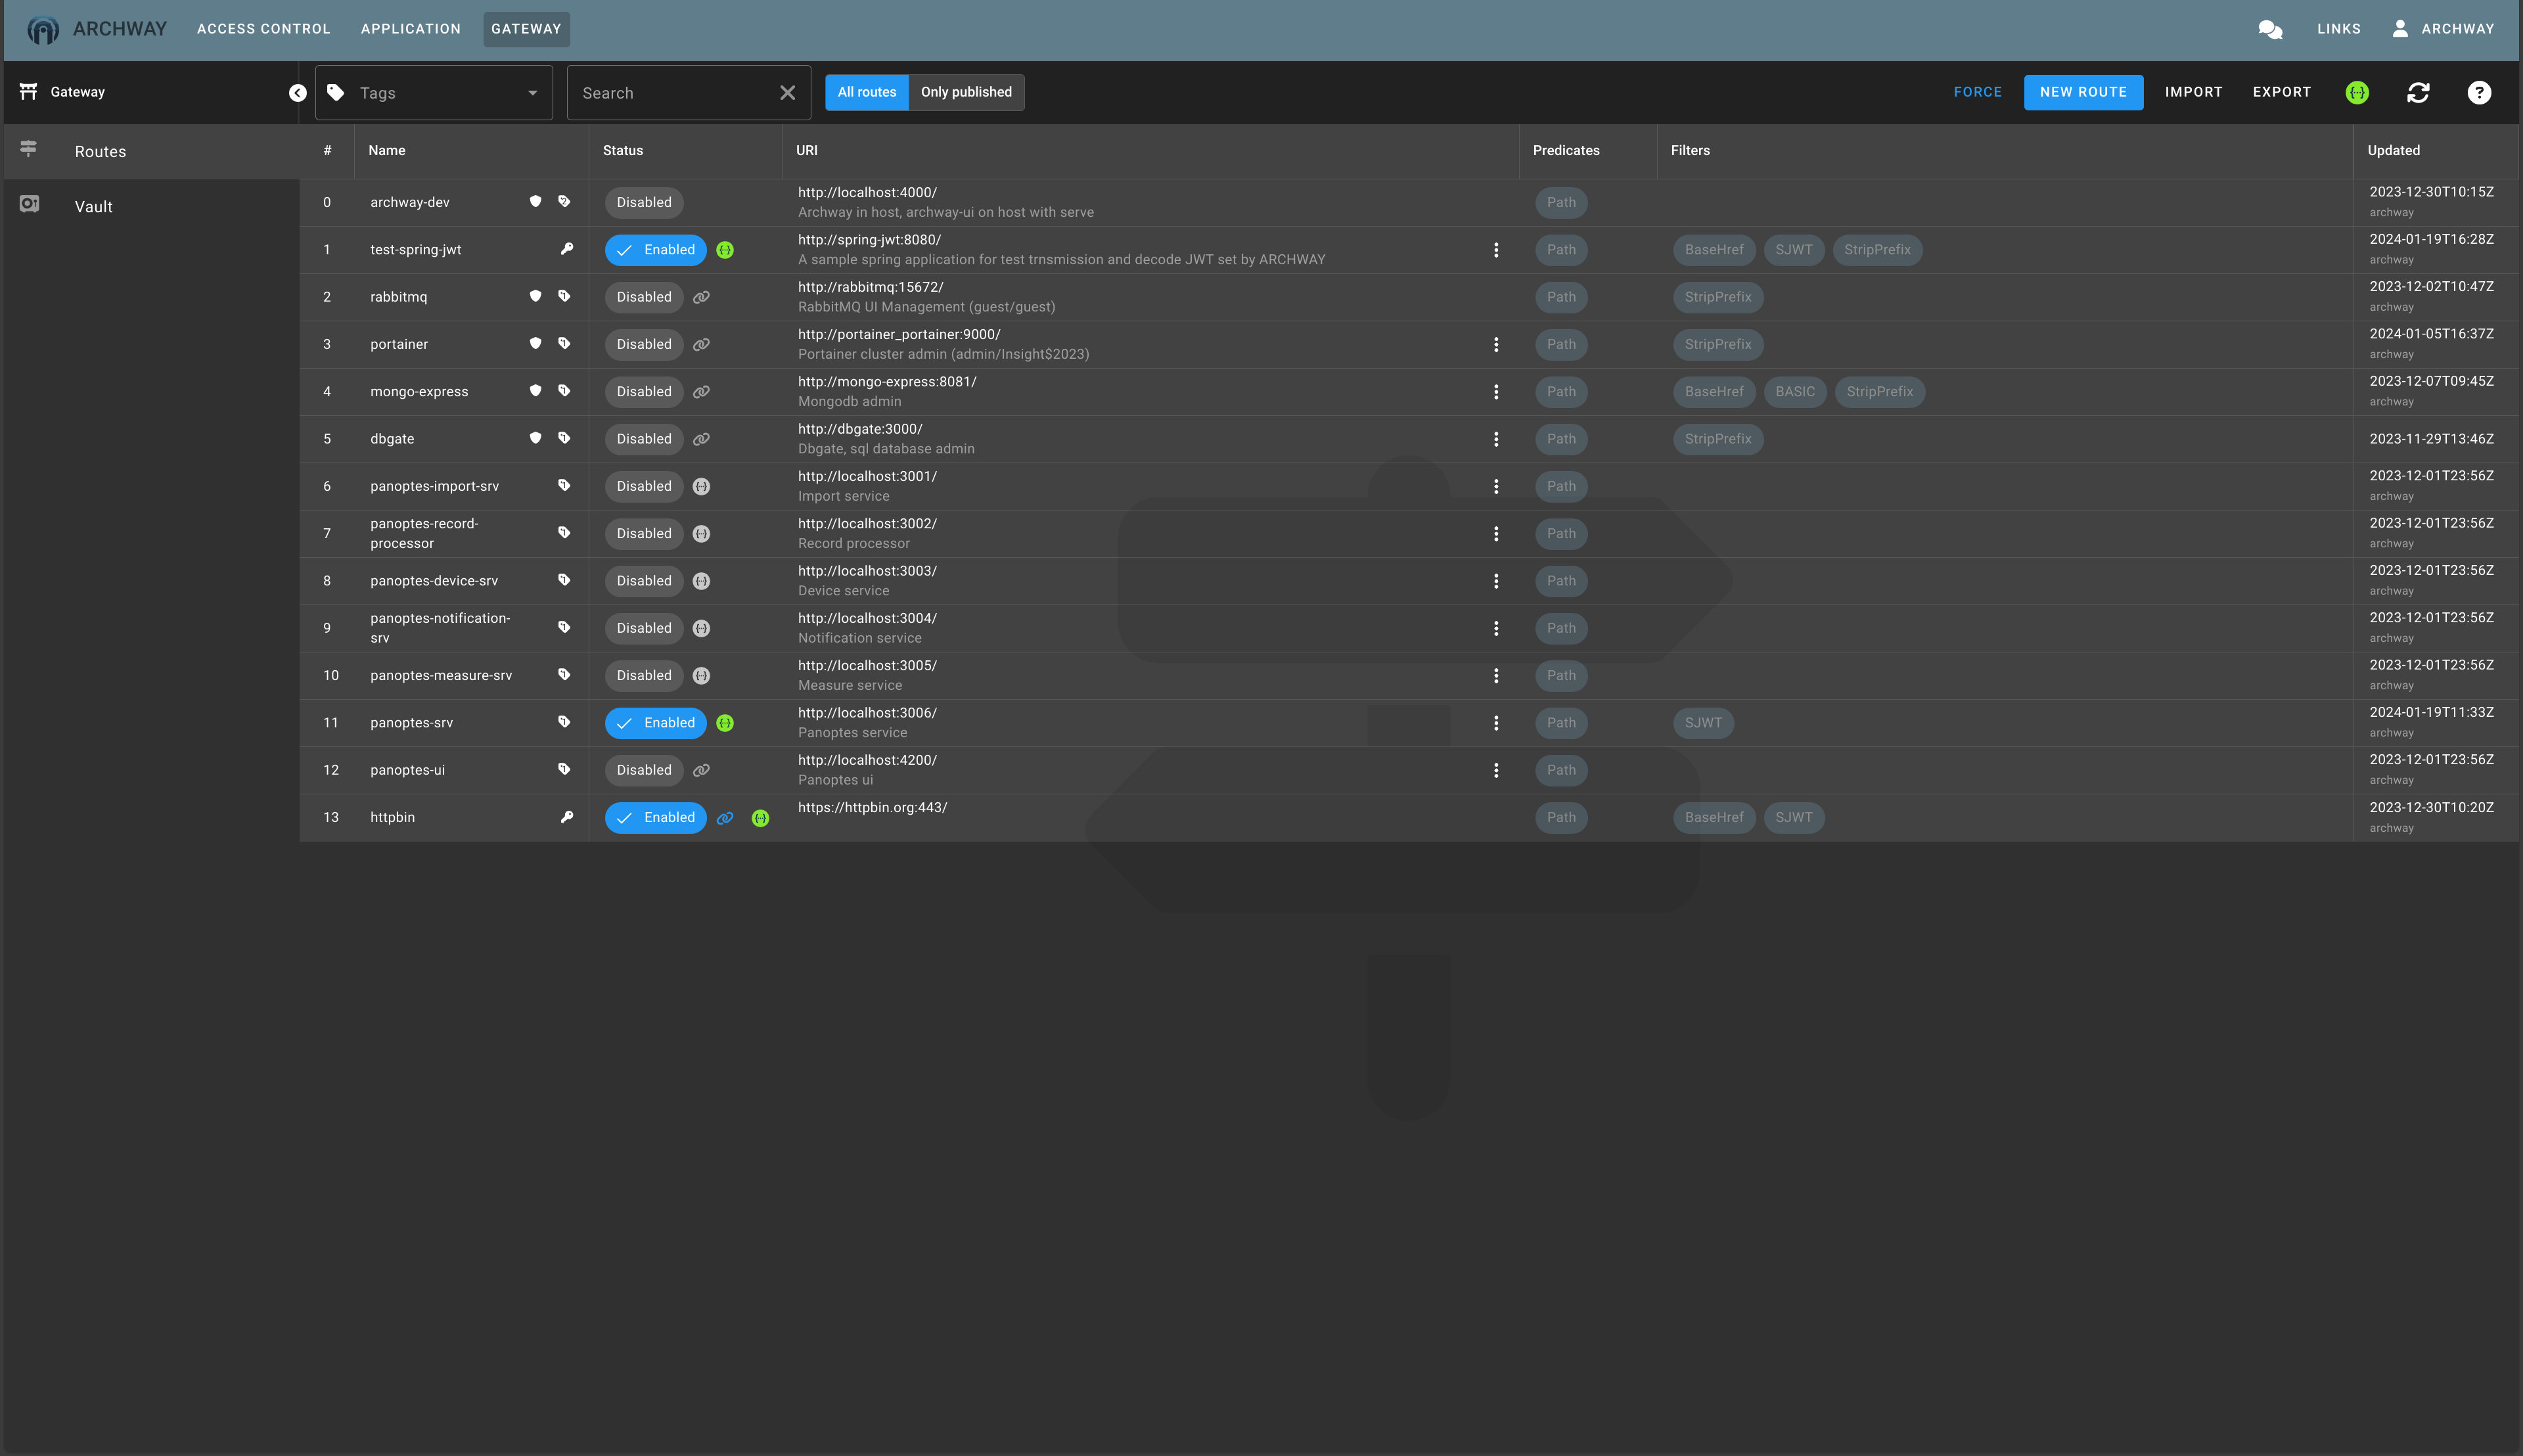 ARCHWAY ACCESS CONTROL APPLICATION GATEWAY LINKS ARCHWAY
Gateway Tags Search All routes Only published FORCE NEW ROUTE IMPORT EXPORT
Routes
Vault
# Name Status URI Predicates Filters Updated
0 archway-dev Disabled http://localhost:4000/ Path 2023-12-30T10:15Z
Archway in host, archway-ui on host with serve archway
1 test-spring-jwt Enabled http://spring-jwt:8080/ Path BaseHref SJWT StripPrefix 2024-01-19T16:28Z
A sample spring application for test trnsmission and decode JWT set by ARCHWAY archway
2 rabbitmq Disabled http://rabbitmq:15672/ Path StripPrefix 2023-12-02T10:47Z
RabbitMQ UI Management (guest/guest) archway
3 portainer Disabled http://portainer_portainer:9000/ Path StripPrefix 2024-01-05T16:37Z
Portainer cluster admin (admin/Insight$2023) archway
4 mongo-express Disabled http://mongo-express:8081/ Path BaseHref BASIC StripPrefix 2023-12-07T09:45Z
Mongodb admin archway
5 dbgate Disabled http://dbgate:3000/ Path StripPrefix 2023-11-29T13:46Z
Dbgate, sql database admin
6 panoptes-import-srv Disabled http://localhost:3001/ Path 2023-12-01T23:56Z
Import service archway
7 panoptes-record- Disabled http://localhost:3002/ Path 2023-12-01T23:56Z
processor Record processor archway
8 panoptes-device-srv Disabled http://localhost:3003/ Path 2023-12-01T23:56Z
Device service archway
9 panoptes-notification- Disabled http://localhost:3004/ Path 2023-12-01T23:56Z
srv Notification service archway
10 panoptes-measure-srv Disabled http://localhost:3005/ Path 2023-12-01T23:56Z
Measure service archway
11 panoptes-srv Enabled http://localhost:3006/ Path SJWT 2024-01-19T11:33Z
Panoptes service archway
12 panoptes-ui Disabled http://localhost:4200/ Path 2023-12-01T23:56Z
Panoptes ui archway
13 httpbin Enabled https://httpbin.org:443/ Path BaseHref SJWT 2023-12-30T10:20Z
archway